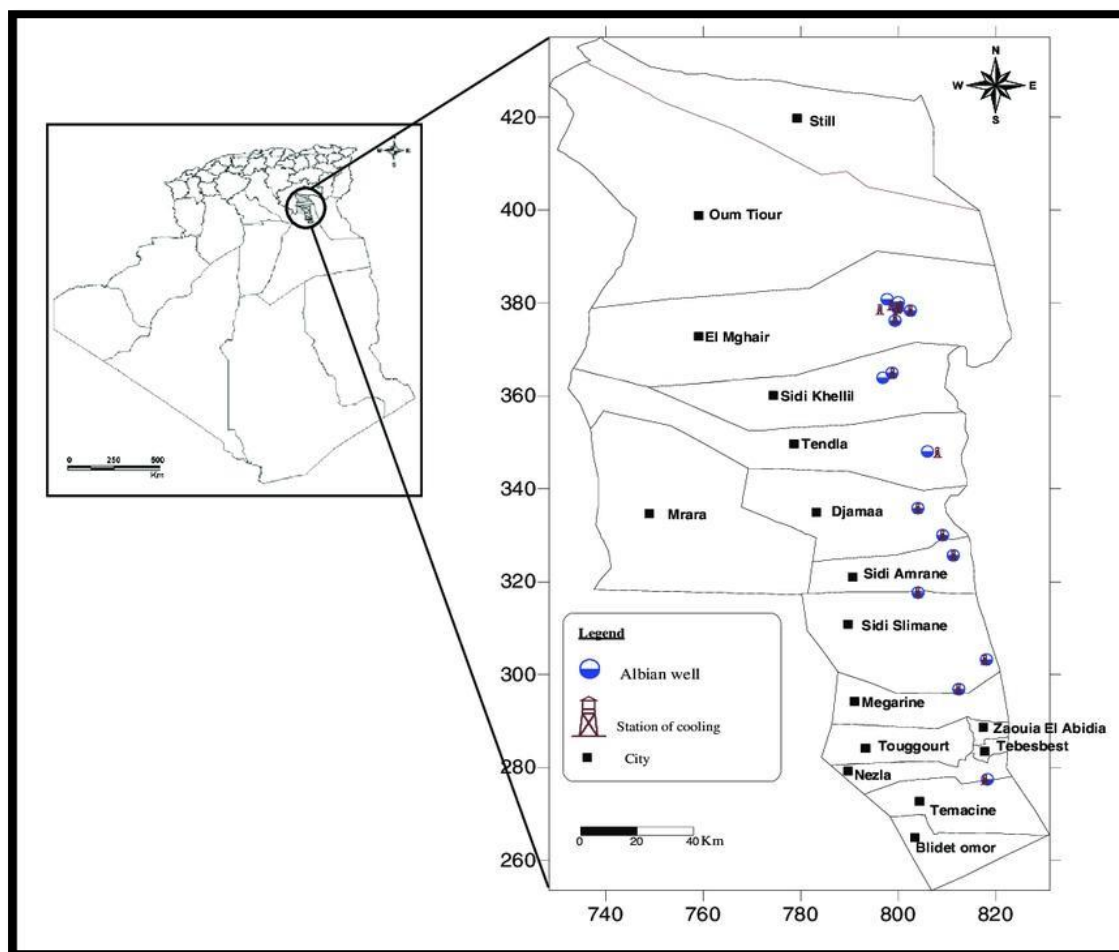 N
W E
S
420
400
380
360
340
320
300
280
260
740 760 780 800 820
Still
Oum Tiour
El Mghair
Sidi Khellil
Tendla
Mrara
Djamaa
Sidi Amrane
Sidi Slimane
Megarine
Zaouia El Abidia
Touggourt
Tebesbest
Nezla
Temacine
Blidet omor
Legend
Albian well
Station of cooling
City
0 20 40 Km
0 250 500
Km